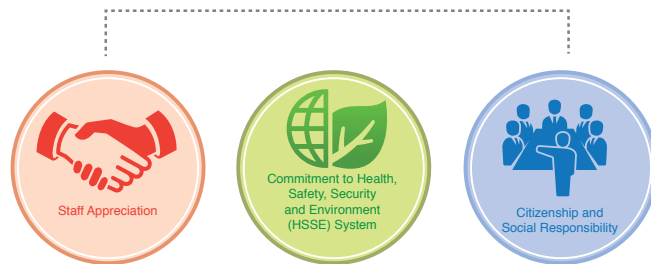 Staff Appreciation
Commitment to Health,
Safety, Security
and Environment
(HSSE) System
Citizenship and
Social Responsibility